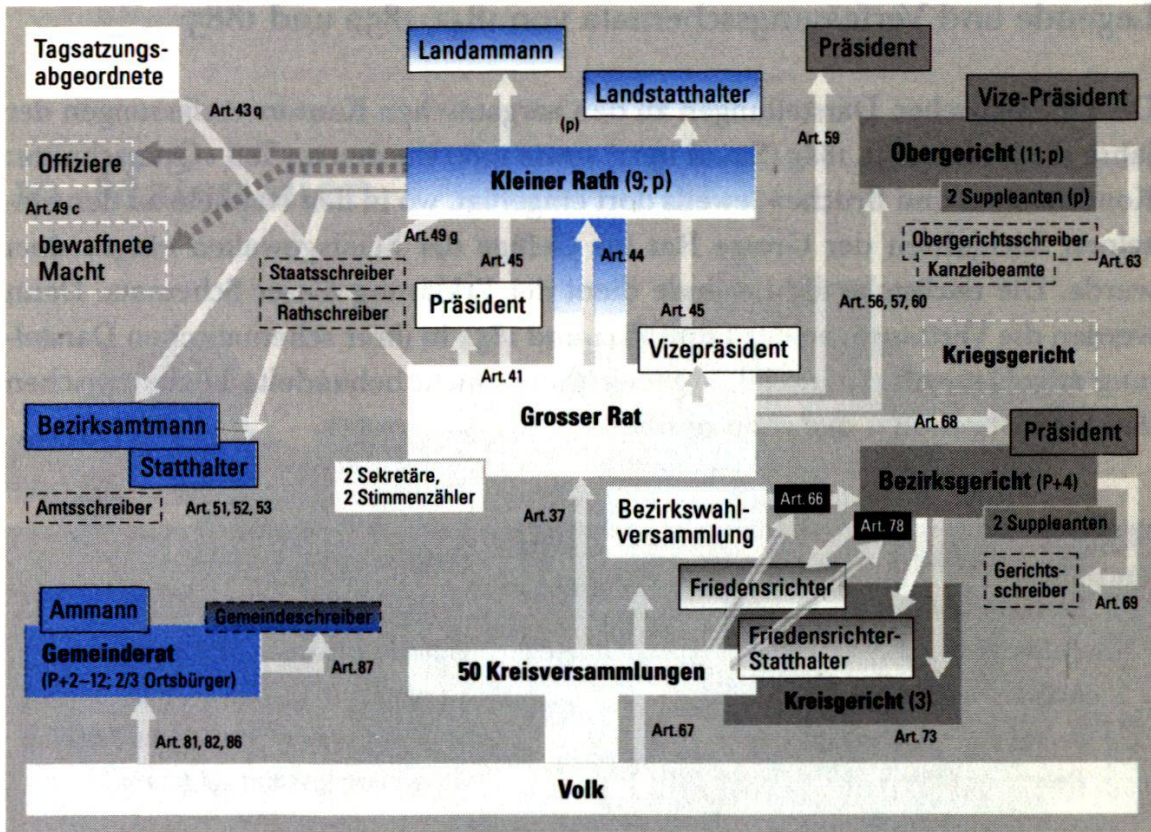 Tagsatzungs-
abgeordnete
Landammann
Präsident
Landstatthalter
Vize-Präsident
Art. 43 q
(p)
Art. 59
Obergericht (11; p)
Offiziere
Kleiner Rath (9; p)
2 Suppleanten (p)
Art. 49 c
bewaffnete
Macht
Art. 49 g
Art. 45
Art. 44
Obergerichtsschreiber
Kanzleibeamte
Art. 63
Staatsschreiber
Rathschreiber
Präsident
Art. 45
Art. 56, 57, 60
Vizepräsident
Kriegsgericht
Art. 41
Grosser Rat
Art. 68
Präsident
Bezirksamtmann
Statthalter
2 Sekretäre,
2 Stimmenzähler
Bezirksgericht (P+4)
Amtsschreiber
Art. 51, 52, 53
Art. 37
Bezirkswahl-
versammlung
Art. 66
Art. 78
2 Suppleanten
Friedensrichter
Gerichts-
schreiber
Art. 69
Ammann
Gemeindeschreiber
Gemeinderat
(P+2–12; 2/3 Ortsbürger)
Art. 87
50 Kreisversammlungen
Friedensrichter-
Statthalter
Kreisgericht (3)
Art. 81, 82, 86
Art. 67
Art. 73
Volk